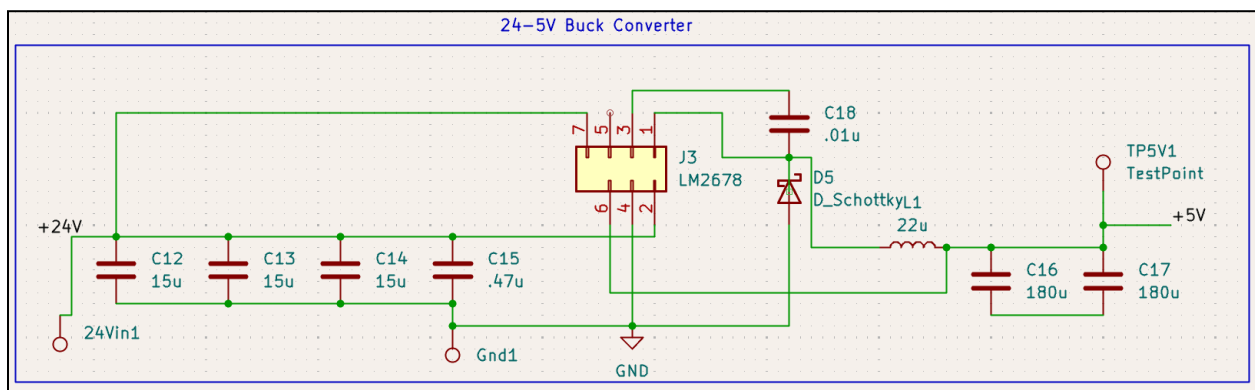 24-5V Buck Converter
7 5 3 1
J3
LM2678
6 4 2
C18
.01u
D5
D_Schottky
L1
22u
TP5V1
TestPoint
+5V
+24V
C12
15u
C13
15u
C14
15u
C15
.47u
C16
180u
C17
180u
24Vin1
Gnd1
GND